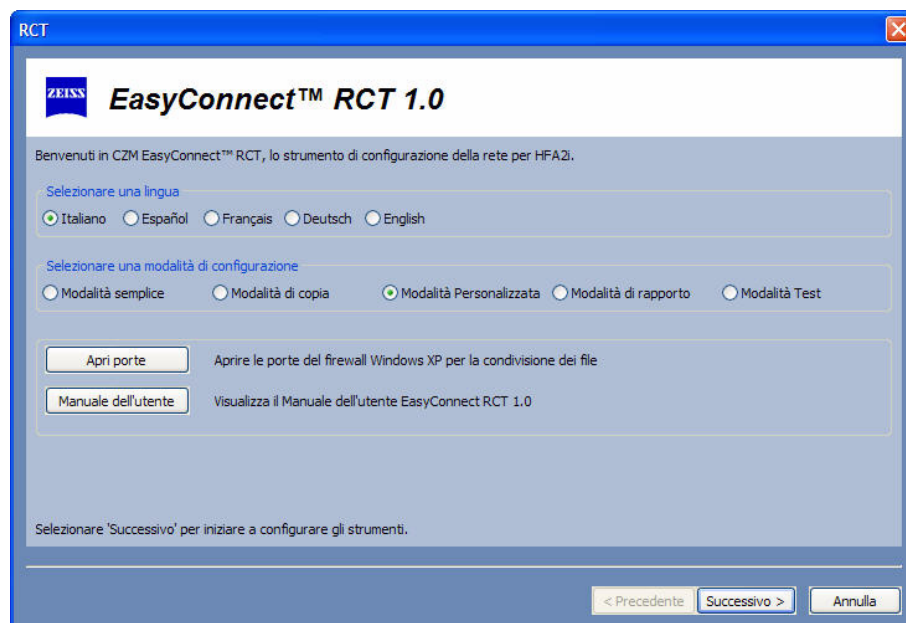 RCT
ZEISS
EasyConnect™ RCT 1.0
Benvenuti in CZM EasyConnect™ RCT, lo strumento di configurazione della rete per HFA2i.
Selezionare una lingua
Italiano Español Français Deutsch English
Selezionare una modalità di configurazione
Modalità semplice Modalità di copia Modalità Personalizzata Modalità di rapporto Modalità Test
Apri porte Aprire le porte del firewall Windows XP per la condivisione dei file
Manuale dell'utente Visualizza il Manuale dell'utente EasyConnect RCT 1.0
Selezionare 'Successivo' per iniziare a configurare gli strumenti.
< Precedente Successivo > Annulla